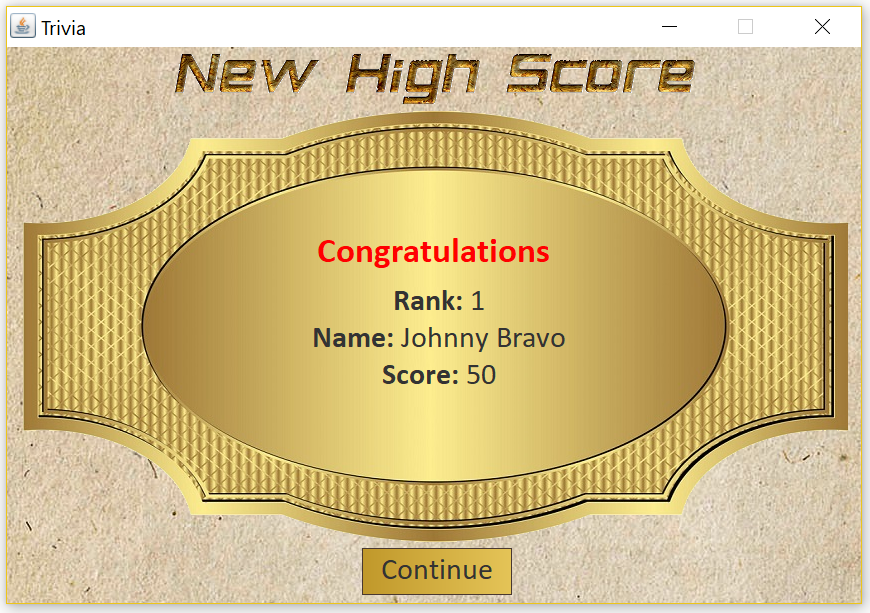 Trivia
New High Score
Congratulations
Rank: 1
Name: Johnny Bravo
Score: 50
Continue